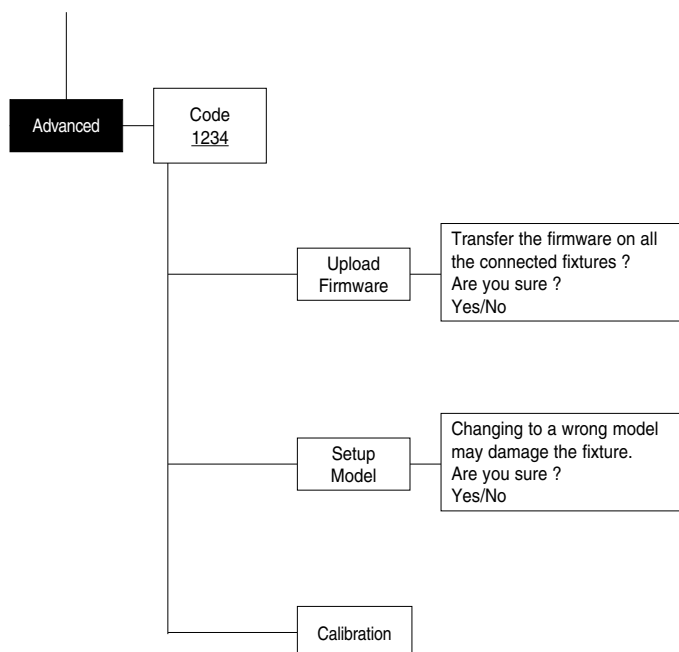 Advanced
Code
1234
Upload
Firmware
Transfer the firmware on all
the connected fixtures ?
Are you sure ?
Yes/No
Setup
Model
Changing to a wrong model
may damage the fixture.
Are you sure ?
Yes/No
Calibration